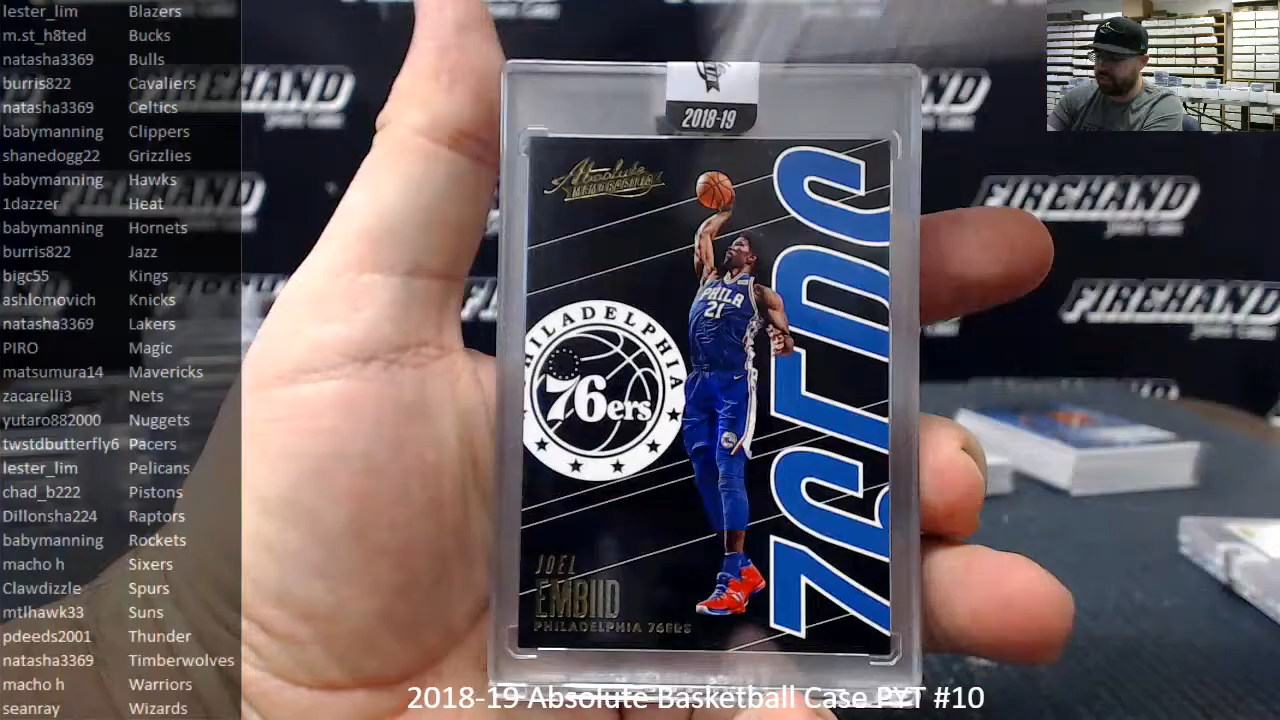 lester_lim Blazers
m.st_h8ted Bucks
natasha3369 Bulls
burris822 Cavaliers
natasha3369 Celtics
babymanning Clippers
shanedogg22 Grizzlies
babymanning Hawks
1dazzer Heat
babymanning Hornets
burris822 Jazz
bigc55 Kings
ashlomovich Knicks
natasha3369 Lakers
PIRO Magic
matsumura14 Mavericks
zacarelli3 Nets
yutaro882000 Nuggets
twstdbutterfly6 Pacers
lester_lim Pelicans
chad_b222 Pistons
Dillonsha224 Raptors
babymanning Rockets
macho h Sixers
Clawdizzle Spurs
mtlhawk33 Suns
pdeeds2001 Thunder
natasha3369 Timberwolves
macho h Warriors
seanray Wizards
2018-19
Absolute
MEMORABILIA
PHILA
21
PHILADELPHIA
76ers
JOEL
EMBIID
PHILADELPHIA 76ERS
FIREHAND
FIREHAND
FIREHAND
2018-19 Absolute Basketball Case PYT #10